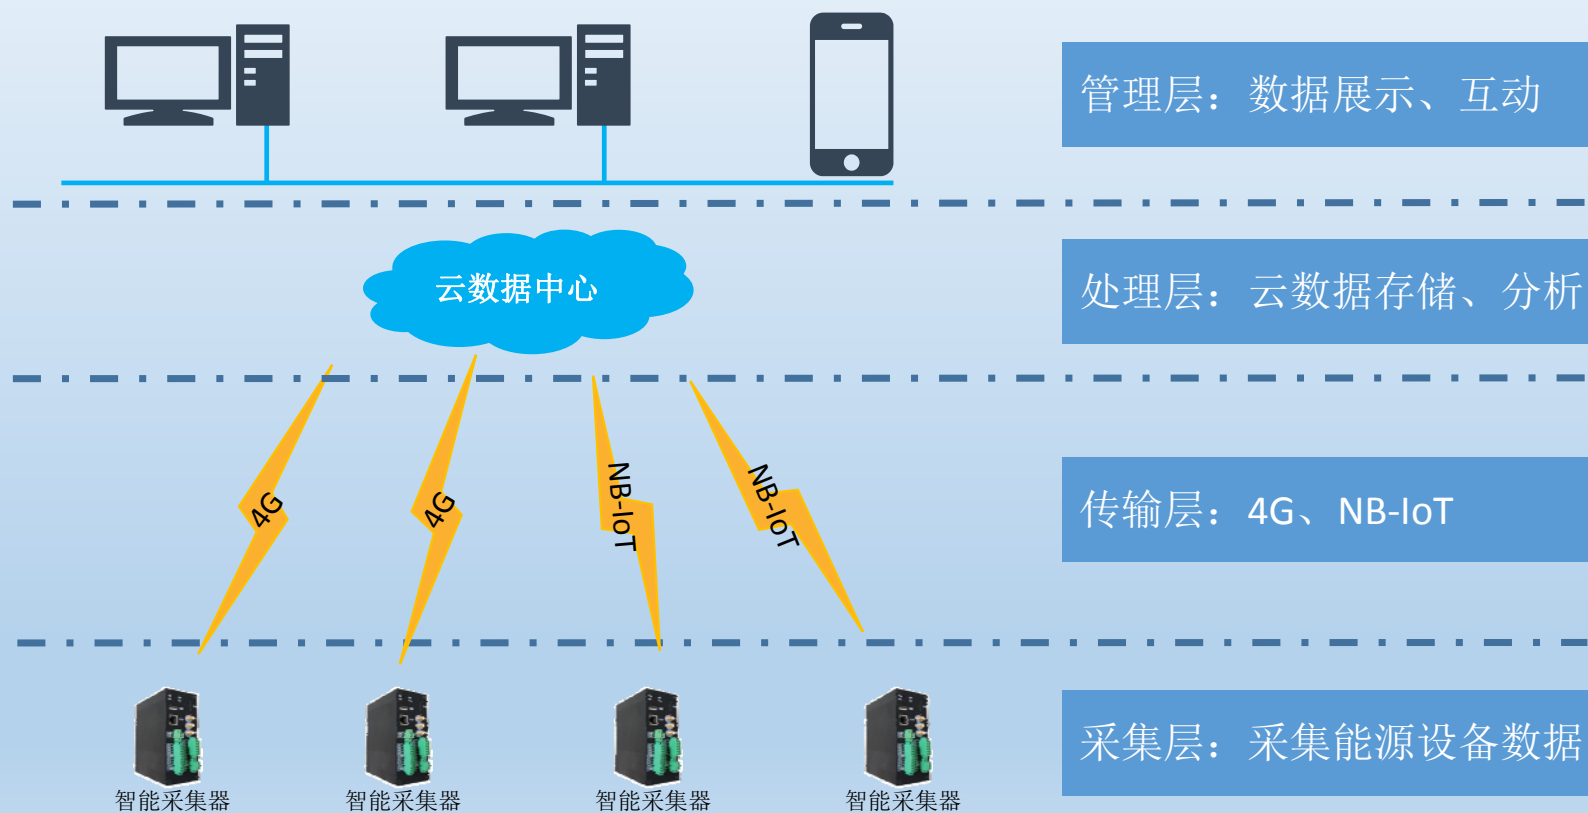 管理层：数据展示、互动
云数据中心
处理层：云数据存储、分析
4G
4G
NB-IoT
NB-IoT
传输层：4G、NB-IoT
采集层：采集能源设备数据
智能采集器
智能采集器
智能采集器
智能采集器